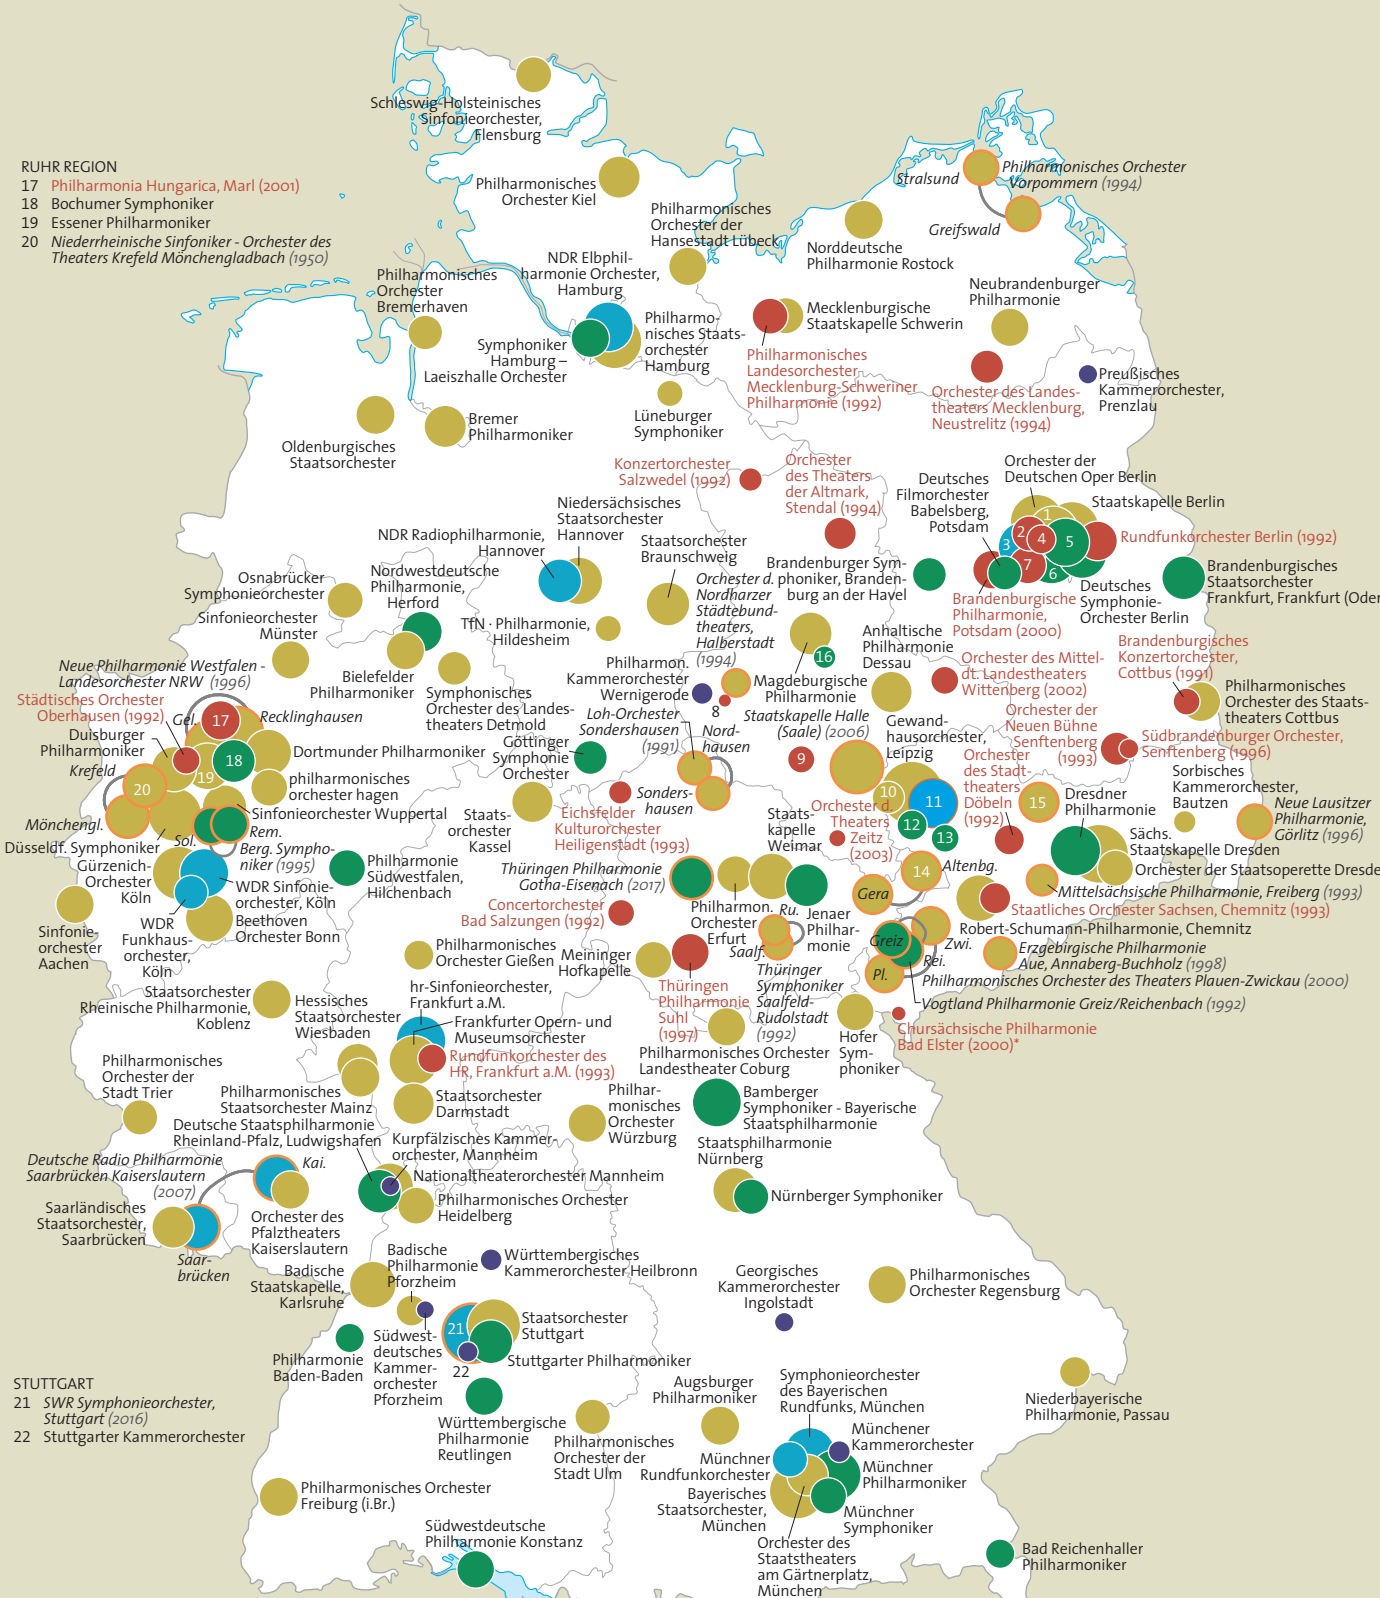 Schleswig-Holsteinisches
Sinfonieorchester,
Flensburg
RUHR REGION
17 Philharmonia Hungarica, Marl (2001)
18 Bochumer Symphoniker
19 Essener Philharmoniker
20 Niederrheinische Sinfoniker - Orchester des
Theaters Krefeld Mönchengladbach (1950)
Philharmonisches
Orchester Kiel
Philharmonisches
Orchester der
Hansestadt Lübeck
Stralsund
Philharmonisches Orchester
Vorpommern (1994)
Greifswald
Norddeutsche
Philharmonie Rostock
NDR Elbphil-
harmonie Orchester,
Hamburg
Philharmonisches
Orchester
Bremerhaven
Neubrandenburger
Philharmonie
Mecklenburgische
Staatskapelle Schwerin
Philharmo-
nisches Staats-
orchester
Hamburg
Symphoniker
Hamburg –
Laeiszhalle Orchester
Philharmonisches
Landesorchester
Mecklenburg-Schweriner
Philharmonie (1992)
Orchester des Landes-
theaters Mecklenburg,
Neustrelitz (1994)
Preußisches
Kammerorchester,
Prenzlau
Lüneburger
Symphoniker
Bremer
Philharmoniker
Oldenburgisches
Staatsorchester
Konzertorchester
Salzwedel (1992)
Orchester
des Theaters
der Altmark,
Stendal (1994)
Deutsches
Filmorchester
Babelsberg,
Potsdam
Orchester der
Deutschen Oper Berlin
Staatskapelle Berlin
Rundfunkorchester Berlin (1992)
1
2
3
4
5
6
7
Niedersächsisches
Staatsorchester
Hannover
NDR Radiophilharmonie,
Hannover
Staatsorchester
Braunschweig
Brandenburger Sym-
phoniker, Branden-
burg an der Havel
Brandenburgische
Philharmonie,
Potsdam (2000)
Deutsches
Symphonie-
Orchester Berlin
Brandenburgisches
Staatsorchester
Frankfurt, Frankfurt (Oder
Osnabrücker
Symphonieorchester
Nordwestdeutsche
Philharmonie,
Herford
Orchester d.
Nordharzer
Städtebund-
theaters,
Halberstadt
(1994)
Sinfonieorchester
Münster
TfN · Philharmonie,
Hildesheim
Anhaltische
Philharmonie
Dessau
16
Magdeburgische
Philharmonie
Orchester des Mittel-
dt. Landestheaters
Wittenberg (2002)
Brandenburgisches
Konzertorchester,
Cottbus (1991)
Philharmonisches
Orchester des Staats-
theaters Cottbus
Neue Philharmonie Westfalen -
Landesorchester NRW (1996)
Bielefelder
Philharmoniker
Symphonisches
Orchester des Landes-
theaters Detmold
Philharmon.
Kammerorchester
Wernigerode
8
Städtisches Orchester
Oberhausen (1992)
Gel.
Recklinghausen
17
Duisburger
Philharmoniker
18
19
Dortmunder Philharmoniker
Krefeld
20
philharmonisches
orchester hagen
Mönchengl.
Sinfonieorchester Wuppertal
Düsseldf. Symphoniker
Sol.
Rem.
Berg. Sympho-
niker (1995)
Loh-Orchester
Sondershausen
(1991)
Nord-
hausen
Sonders-
hausen
Göttinger
Symphonie
Orchester
Staatskapelle Halle
(Saale) (2006)
9
Gewand-
hausorchester,
Leipzig
10
11
12
13
Orchester der
Neuen Bühne
Senftenberg
(1993)
Südbrandenburger Orchester,
Senftenberg (1996)
Orchester
des Stadt-
theaters
Döbeln
(1992)
15
Dresdner
Philharmonie
Sorbisches
Kammerorchester,
Bautzen
Neue Lausitzer
Philharmonie,
Görlitz (1996)
Staats-
orchester
Kassel
Eichsfelder
Kulturorchester
Heiligenstadt (1993)
Staats-
kapelle
Weimar
Orchester d.
Theaters
Zeitz
(2003)
Sächs.
Staatskapelle Dresden
Orchester der Staatsoperette Dresde
Gürzenich-
Orchester
Köln
WDR Sinfonie-
orchester, Köln
WDR
Funkhaus-
orchester,
Köln
Beethoven
Orchester Bonn
Philharmonie
Südwestfalen,
Hilchenbach
Sinfonie-
orchester
Aachen
Thüringen Philharmonie
Gotha-Eisenach (2017)
Concertorchester
Bad Salzungen (1992)
Philharmon.
Orchester
Erfurt
Ru.
Saalf.
Jenaer
Philhar-
monie
Thüringer
Symphoniker
Saalfeld-
Rudolstadt
(1992)
Altenbg.
14
Gera
Mittelsächsische Philharmonie, Freiberg (1993)
Staatliches Orchester Sachsen, Chemnitz (1993)
Robert-Schumann-Philharmonie, Chemnitz
Greiz
Zwi.
Rei.
Pl.
Erzgebirgische Philharmonie
Aue, Annaberg-Buchholz (1998)
Philharmonisches Orchester des Theaters Plauen-Zwickau (2000)
Vogtland Philharmonie Greiz/Reichenbach (1992)
Chursächsische Philharmonie
Bad Elster (2000)*
Philharmonisches
Orchester Gießen
Meininger
Hofkapelle
Thüringen
Philharmonie
Suhl
(1997)
Hofer
Sym-
phoniker
Staatsorchester
Rheinische Philharmonie,
Koblenz
Hessisches
Staatsorchester
Wiesbaden
hr-Sinfonieorchester,
Frankfurt a.M.
Frankfurter Opern- und
Museumsorchester
Rundfunkorchester des
HR, Frankfurt a.M. (1993)
Philharmonisches Orchester
Landestheater Coburg
Philharmonisches
Orchester der
Stadt Trier
Philharmonisches
Staatsorchester Mainz
Staatsorchester
Darmstadt
Philhar-
monisches
Orchester
Würzburg
Bamberger
Symphoniker - Bayerische
Staatsphilharmonie
Deutsche Staatsphilharmonie
Rheinland-Pfalz, Ludwigshafen
Kurpfälzisches Kammer-
orchester, Mannheim
Nationaltheaterorchester Mannheim
Philharmonisches Orchester
Heidelberg
Staatsphilharmonie
Nürnberg
Nürnberger Symphoniker
Deutsche Radio Philharmonie
Saarbrücken Kaiserslautern
(2007)
Kai.
Saarländisches
Staatsorchester,
Saarbrücken
Saar-
brücken
Orchester des
Pfalztheaters
Kaiserslautern
Badische
Staatskapelle,
Karlsruhe
Badische
Philharmonie
Pforzheim
Württembergisches
Kammerorchester Heilbronn
Georgisches
Kammerorchester
Ingolstadt
Philharmonisches
Orchester Regensburg
Philharmonie
Baden-Baden
Südwest-
deutsches
Kammer-
orchester
Pforzheim
21
22
Staatsorchester
Stuttgart
Stuttgarter Philharmoniker
STUTTGART
21 SWR Symphonieorchester,
Stuttgart (2016)
22 Stuttgarter Kammerorchester
Württembergische
Philharmonie
Reutlingen
Philharmonisches
Orchester der
Stadt Ulm
Augsburger
Philharmoniker
Symphonieorchester
des Bayerischen
Rundfunks, München
Münchener
Kammerorchester
Münchner
Rundfunkorchester
Münchner
Philharmoniker
Bayerisches
Staatsorchester,
München
Münchner
Symphoniker
Orchester des
Staatstheaters
am Gärtnerplatz,
München
Niederbayerische
Philharmonie, Passau
Philharmonisches Orchester
Freiburg (i.Br.)
Südwestdeutsche
Philharmonie Konstanz
Bad Reichenhaller
Philharmoniker